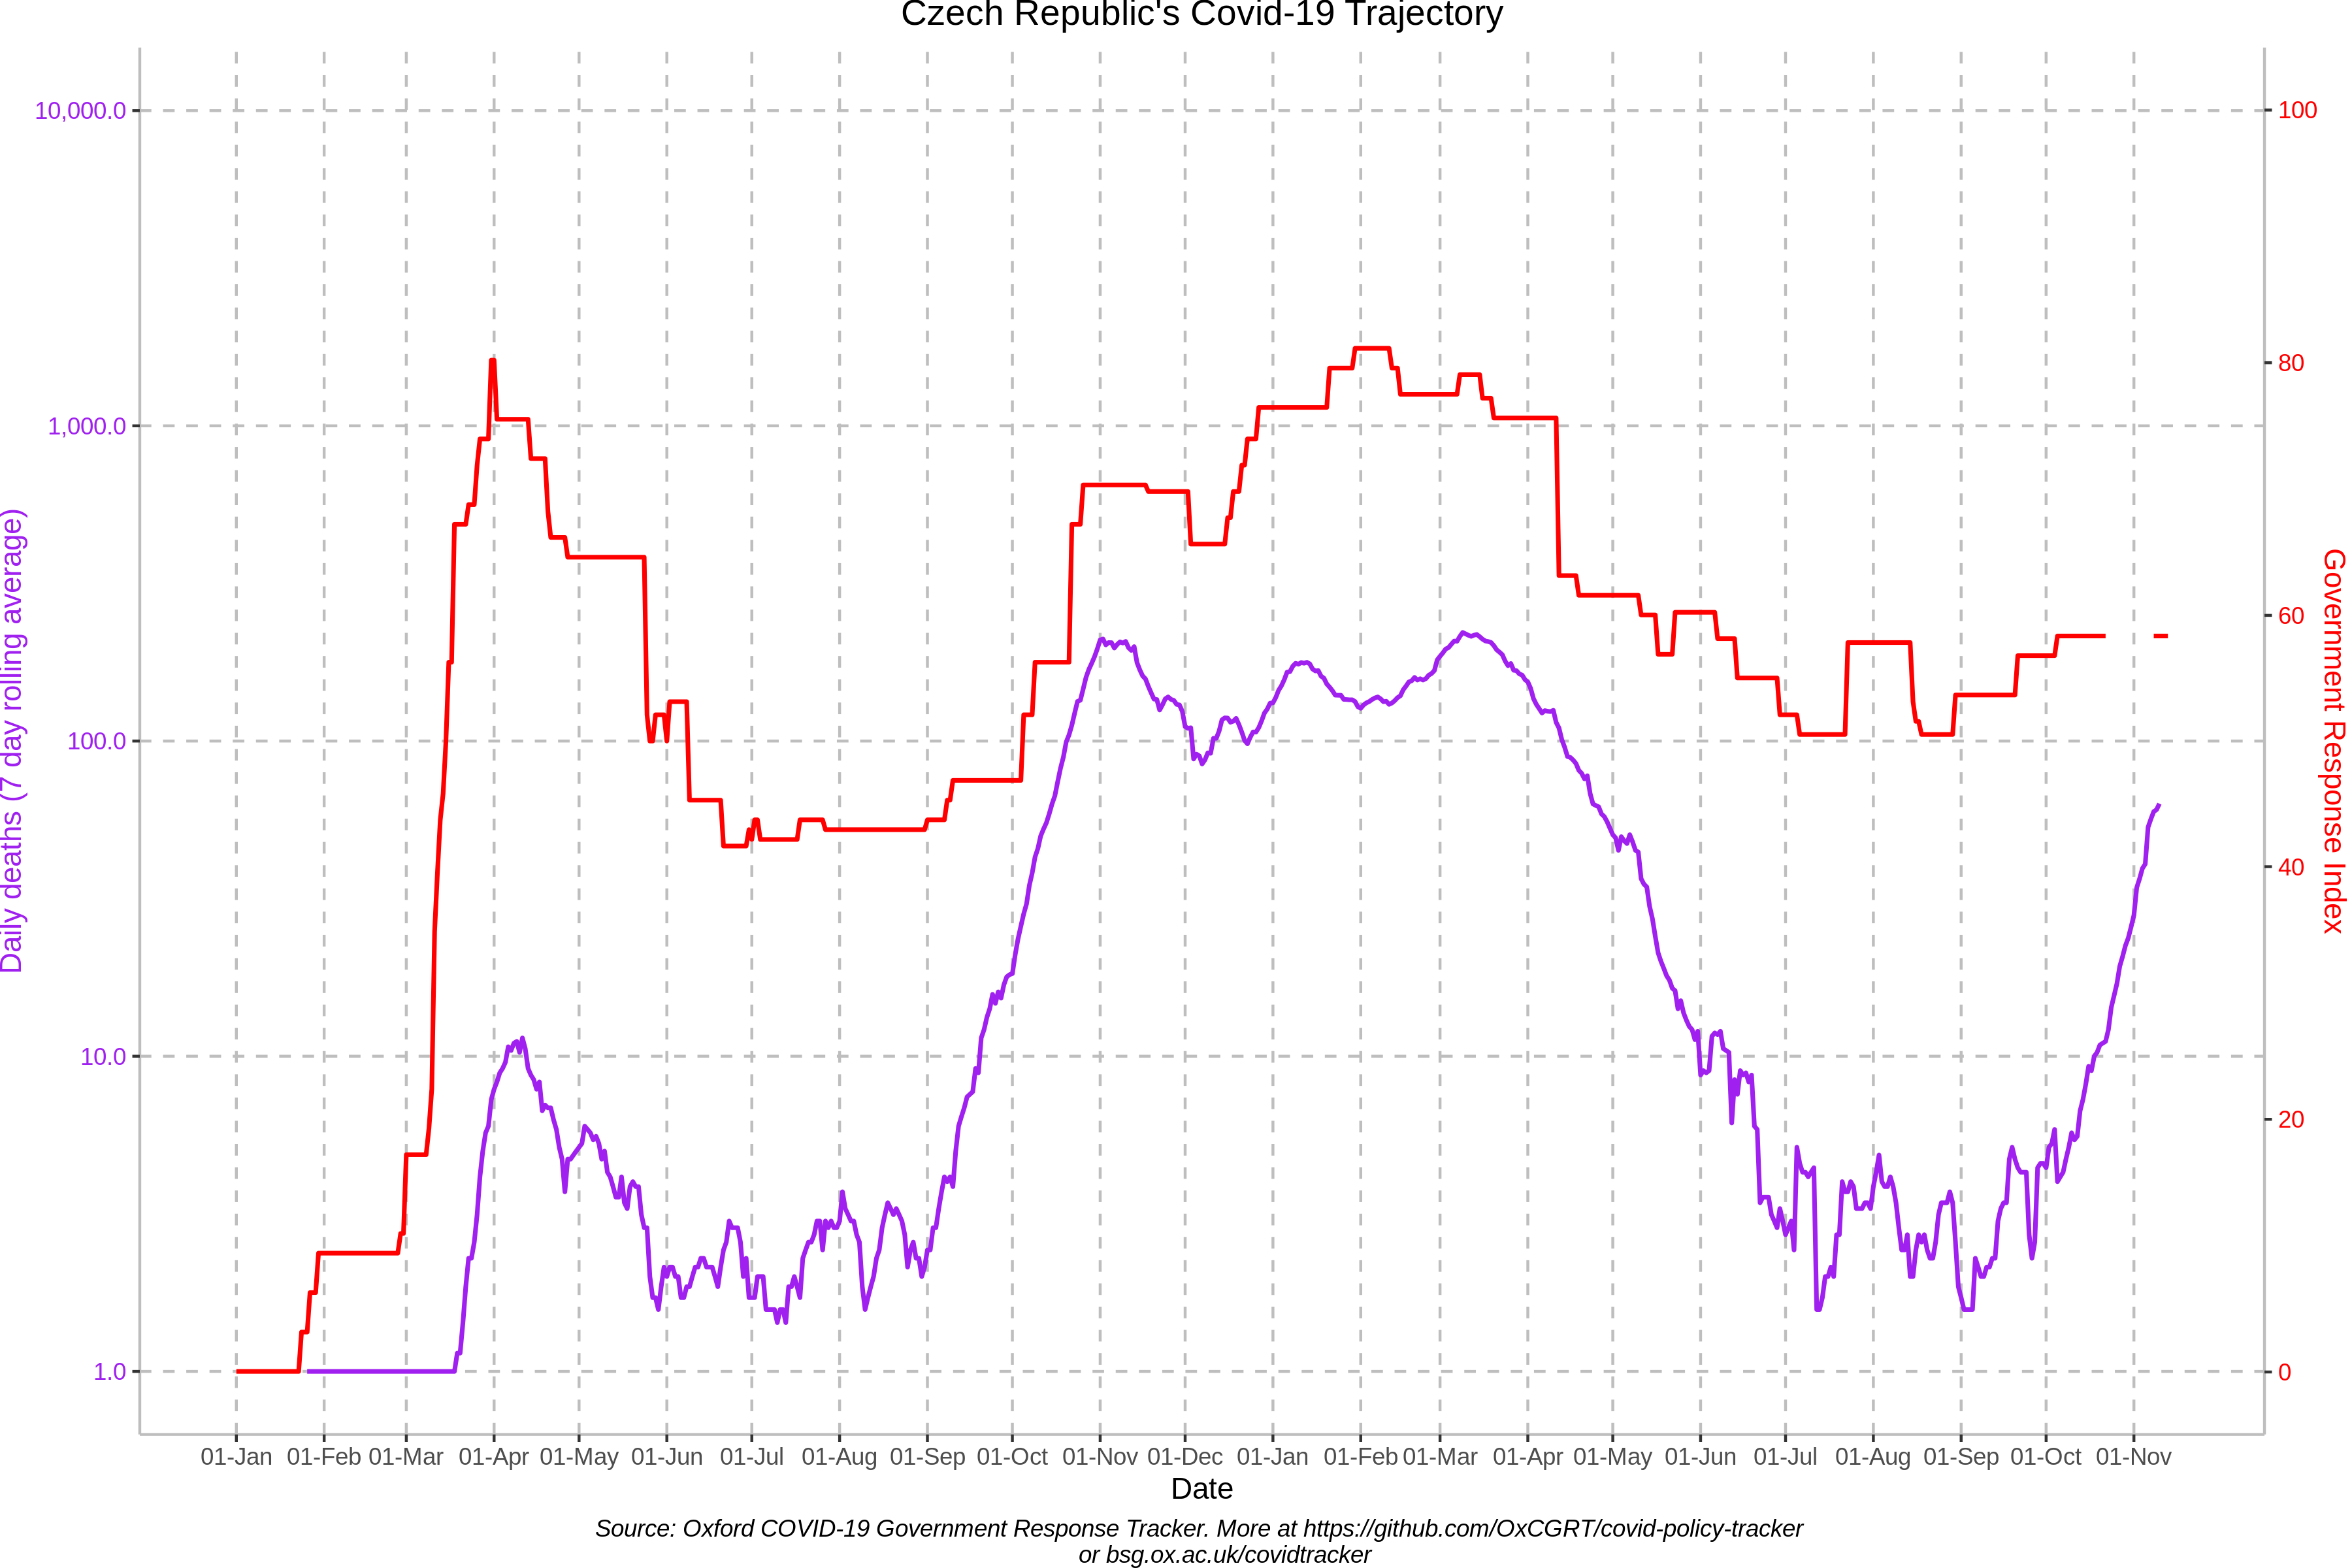 Czech Republic's Covid-19 Trajectory
10,000.0
1,000.0
100.0
10.0
1.0
Daily deaths (7 day rolling average)
100
80
60
40
20
0
Government Response Index
01-Jan 01-Feb 01-Mar 01-Apr 01-May 01-Jun 01-Jul 01-Aug 01-Sep 01-Oct 01-Nov 01-Dec 01-Jan 01-Feb 01-Mar 01-Apr 01-May 01-Jun 01-Jul 01-Aug 01-Sep 01-Oct 01-Nov
Date
Source: Oxford COVID-19 Government Response Tracker. More at https://github.com/OxCGRT/covid-policy-tracker
or bsg.ox.ac.uk/covidtracker